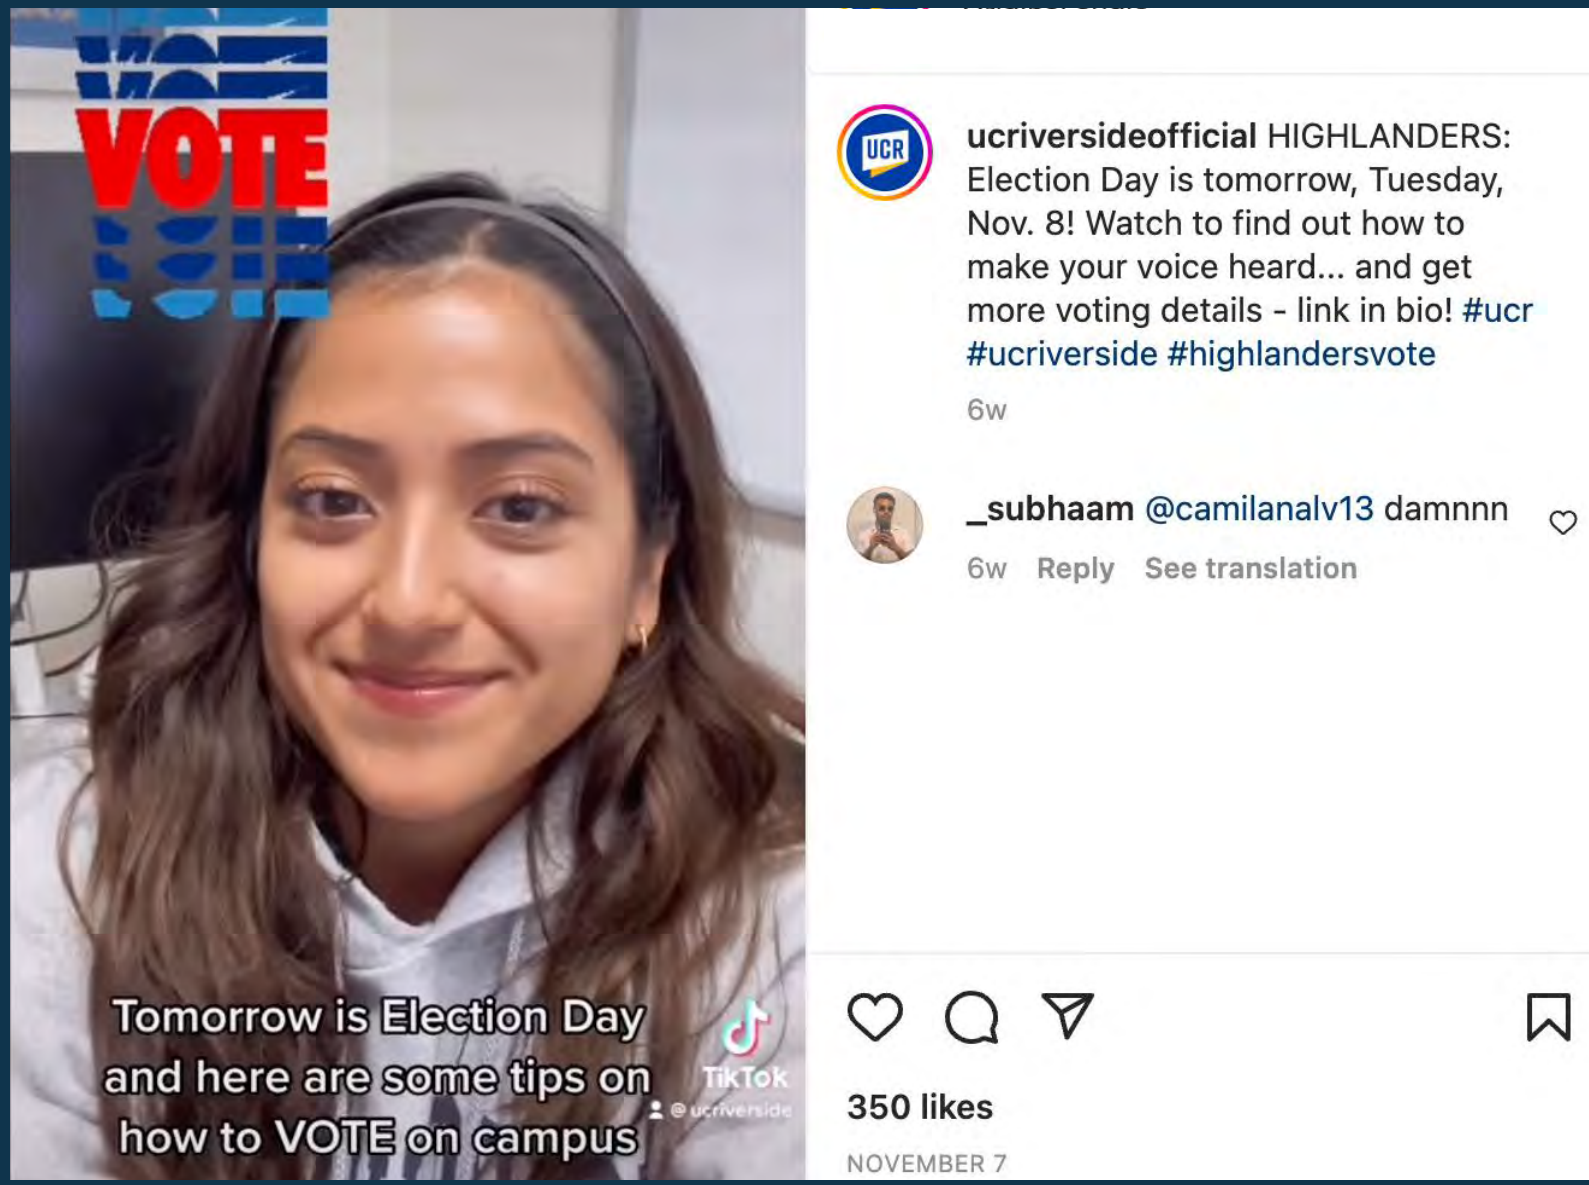 VOTE
VOTE
VOTE
VOTE
Tomorrow is Election Day
and here are some tips on
how to VOTE on campus
TikTok
@ucriverside
UCR
ucriversideofficial HIGHLANDERS:
Election Day is tomorrow, Tuesday,
Nov. 8! Watch to find out how to
make your voice heard... and get
more voting details - link in bio! #ucr
#ucriverside #highlandersvote
6w
_subhaam @camilanalv13 damnnn
6w Reply See translation
350 likes
NOVEMBER 7